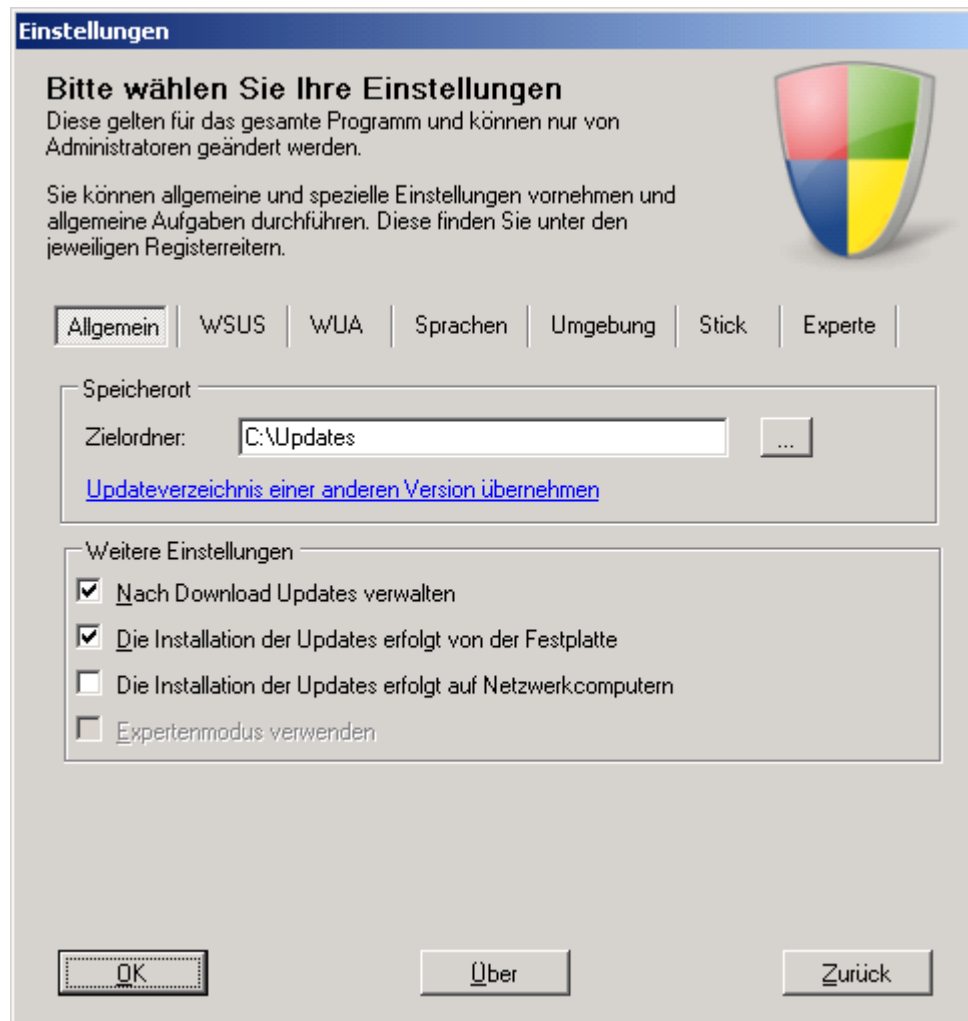 Einstellungen
Bitte wählen Sie Ihre Einstellungen
Diese gelten für das gesamte Programm und können nur von
Administratoren geändert werden.
Sie können allgemeine und spezielle Einstellungen vornehmen und
allgemeine Aufgaben durchführen. Diese finden Sie unter den
jeweiligen Registerreitern.
Allgemein WSUS WUA Sprachen Umgebung Stick Experte
Speicherort
Zielordner: C:\Updates ...
Updateverzeichnis einer anderen Version übernehmen
Weitere Einstellungen
Nach Download Updates verwalten
Die Installation der Updates erfolgt von der Festplatte
Die Installation der Updates erfolgt auf Netzwerkcomputern
Expertenmodus verwenden
OK Über Zurück